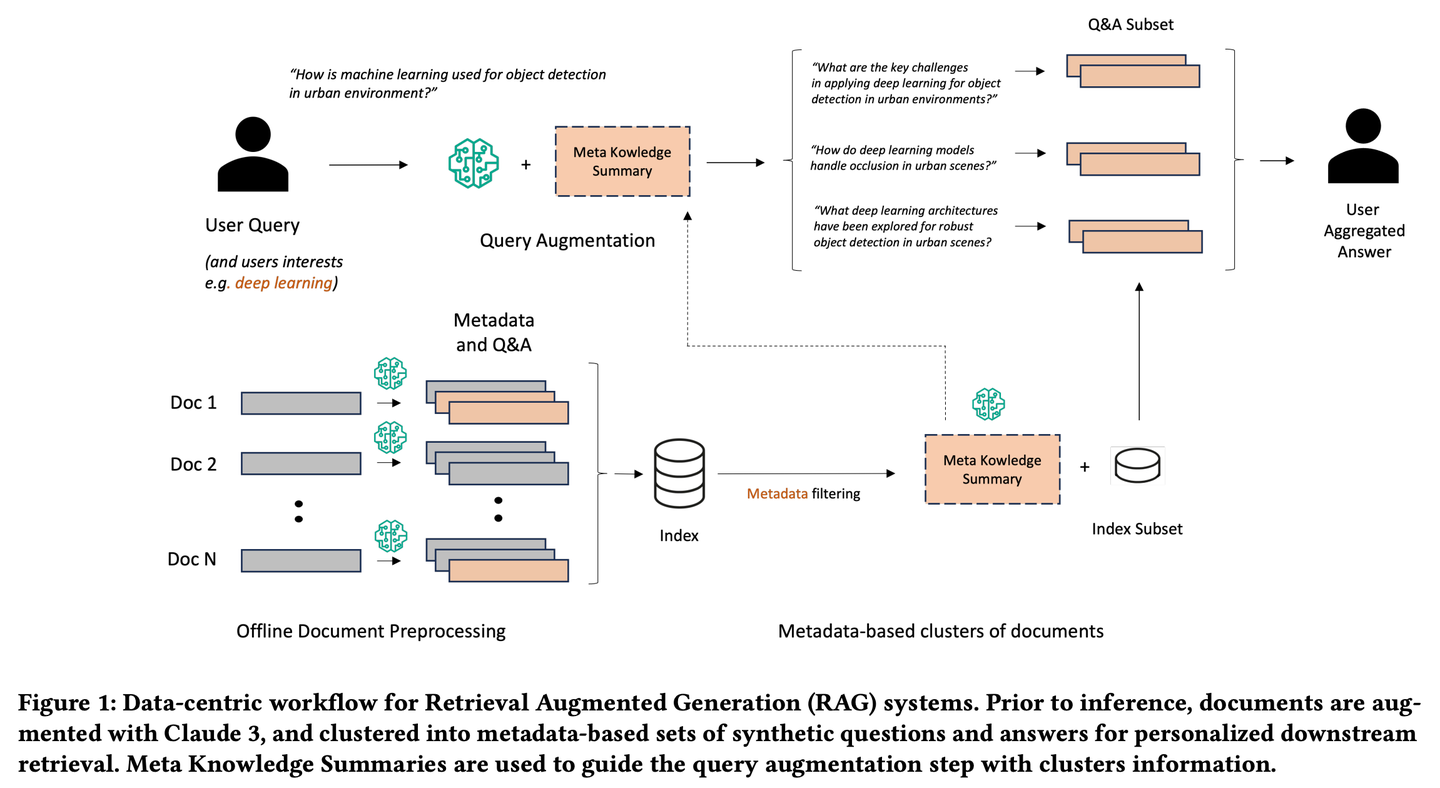 Q&A Subset
“How is machine learning used for object detection
in urban environment?”
“What are the key challenges
in applying deep learning for object
detection in urban environments?”
Meta Kowledge
Summary
+
“How do deep learning models
handle occlusion in urban scenes?”
User Query
Query Augmentation
“What deep learning architectures
have been explored for robust
object detection in urban scenes?
User
Aggregated
Answer
(and users interests
e.g. deep learning)
Metadata
and Q&A
Doc 1
Doc 2
Doc N
Index
Metadata filtering
Meta Kowledge
Summary
+
Index Subset
Offline Document Preprocessing
Metadata-based clusters of documents
Figure 1: Data-centric workflow for Retrieval Augmented Generation (RAG) systems. Prior to inference, documents are aug-
mented with Claude 3, and clustered into metadata-based sets of synthetic questions and answers for personalized downstream
retrieval. Meta Knowledge Summaries are used to guide the query augmentation step with clusters information.